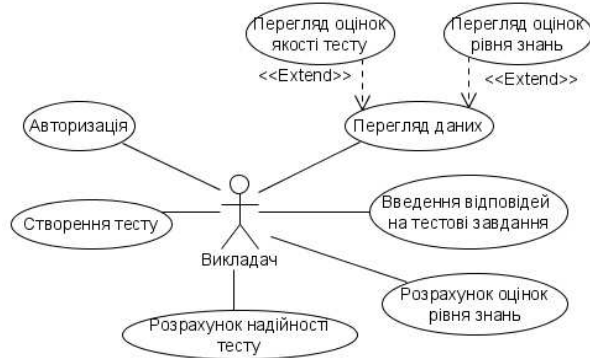 Перегляд оцінок
якості тесту
Перегляд оцінок
рівня знань
<<Extend>>
<<Extend>>
Авторизація
Перегляд даних
Створення тесту
Введення відповідей
на тестові завдання
Викладач
Розрахунок оцінок
рівня знань
Розрахунок надійності
тесту